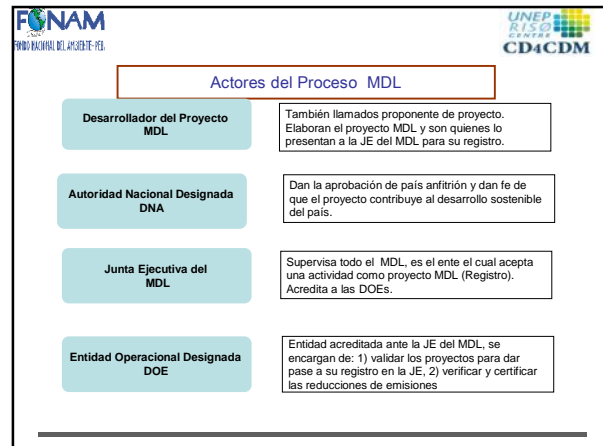 FONAM
FONDO NACIONAL DEL AMBIENTE-PERU
UNEP
RISØ
CENTRE
CD4CDM
Actores del Proceso MDL
Desarrollador del Proyecto
MDL
También llamados proponente de proyecto.
Elaboran el proyecto MDL y son quienes lo
presentan a la JE del MDL para su registro.
Autoridad Nacional Designada
DNA
Dan la aprobación de país anfitrión y dan fe de
que el proyecto contribuye al desarrollo sostenible
del país.
Junta Ejecutiva del
MDL
Supervisa todo el MDL, es el ente el cual acepta
una actividad como proyecto MDL (Registro).
Acredita a las DOEs.
Entidad Operacional Designada
DOE
Entidad acreditada ante la JE del MDL, se
encargan de: 1) validar los proyectos para dar
pase a su registro en la JE, 2) verificar y certificar
las reducciones de emisiones